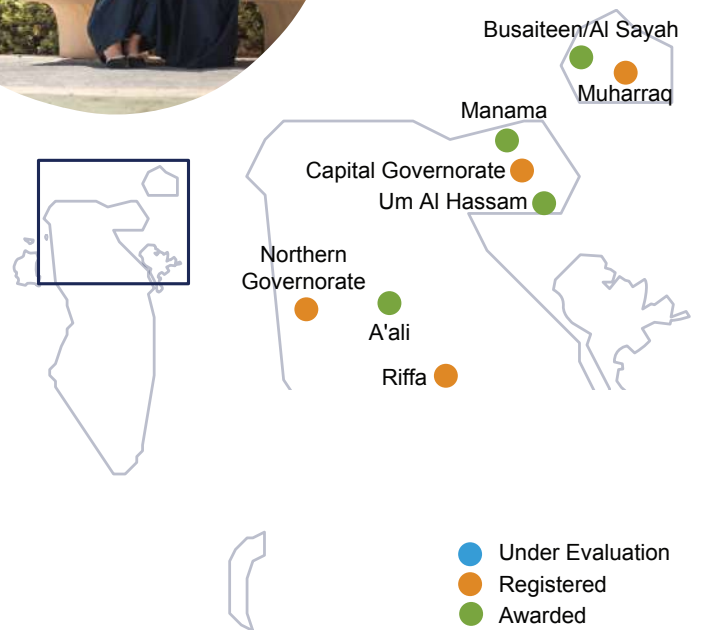 Busaiteen/Al Sayah
Muharraq
Manama
Capital Governorate
Um Al Hassam
Northern
Governorate
A'ali
Riffa
Under Evaluation
Registered
Awarded